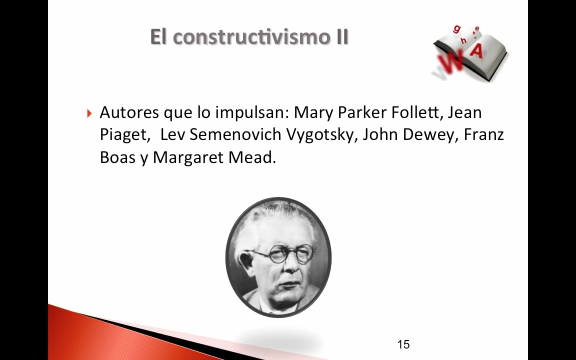 El constructivismo II
Autores que lo impulsan: Mary Parker Follett, Jean
Piaget,  Lev Semenovich Vygotsky, John Dewey, Franz
Boas y Margaret Mead.
15